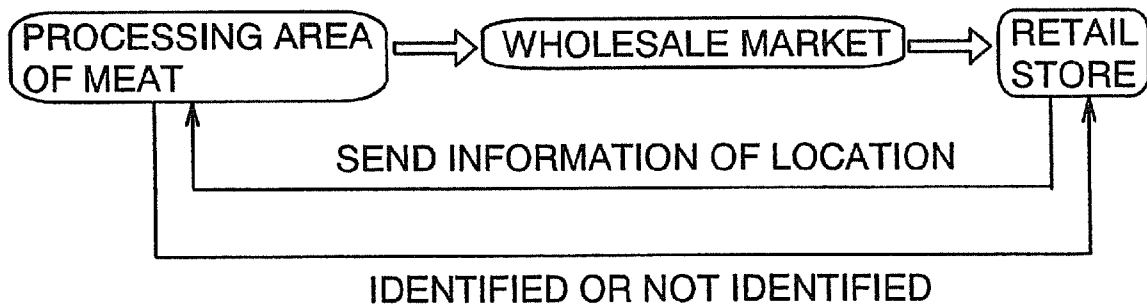 PROCESSING AREA
OF MEAT
WHOLESALE MARKET
RETAIL
STORE
SEND INFORMATION OF LOCATION
IDENTIFIED OR NOT IDENTIFIED